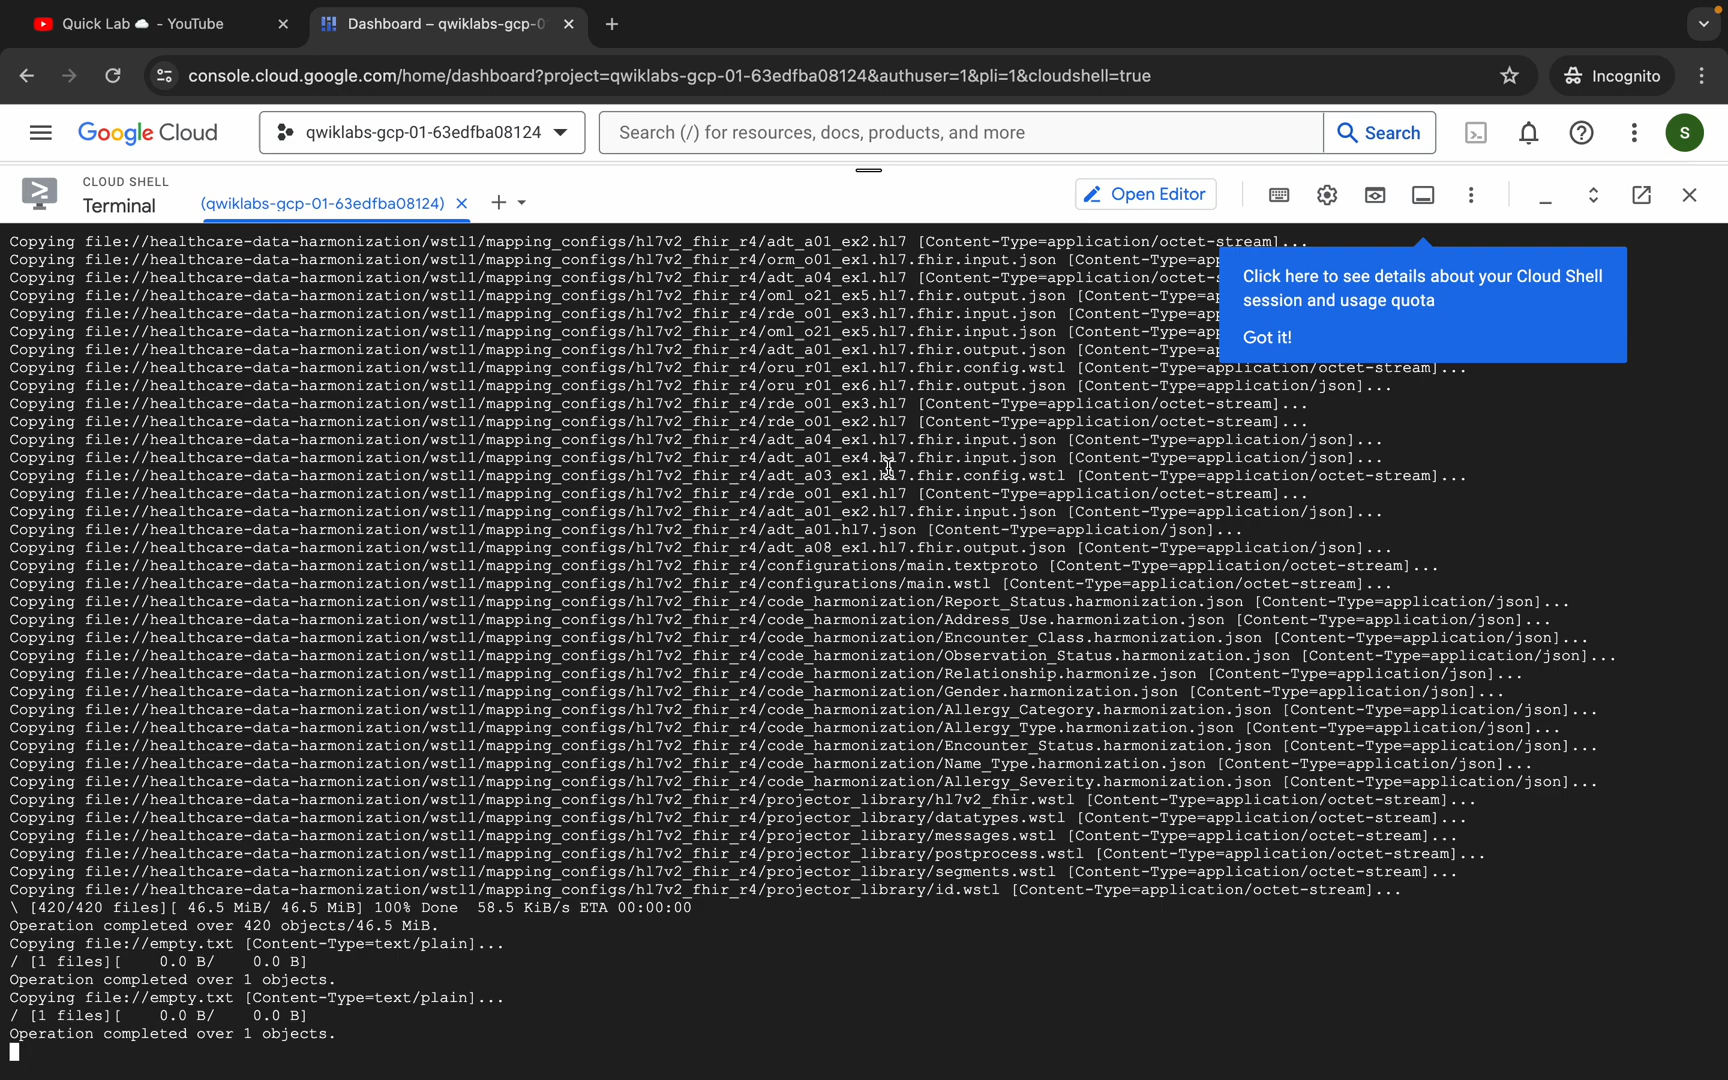 Quick Lab ☁️ - YouTube
Dashboard – qwiklabs-gcp-0
console.cloud.google.com/home/dashboard?project=qwiklabs-gcp-01-63edfba08124&authuser=1&pli=1&cloudshell=true
Incognito
Google Cloud
qwiklabs-gcp-01-63edfba08124
Search (/) for resources, docs, products, and more
Search
S
CLOUD SHELL
Terminal
(qwiklabs-gcp-01-63edfba08124)
Open Editor
Copying file://healthcare-data-harmonization/wstl1/mapping_configs/hl7v2_fhir_r4/adt_a01_ex2.hl7 [Content-Type=application/octet-stream]...
Copying file://healthcare-data-harmonization/wstl1/mapping_configs/hl7v2_fhir_r4/orm_o01_ex1.hl7.fhir.input.json [Content-Type=app
Copying file://healthcare-data-harmonization/wstl1/mapping_configs/hl7v2_fhir_r4/adt_a04_ex1.hl7 [Content-Type=application/octet-s
Copying file://healthcare-data-harmonization/wstl1/mapping_configs/hl7v2_fhir_r4/oml_o21_ex5.hl7.fhir.output.json [Content-Type=a
Copying file://healthcare-data-harmonization/wstl1/mapping_configs/hl7v2_fhir_r4/rde_o01_ex3.hl7.fhir.input.json [Content-Type=app
Copying file://healthcare-data-harmonization/wstl1/mapping_configs/hl7v2_fhir_r4/oml_o21_ex5.hl7.fhir.input.json [Content-Type=app
Copying file://healthcare-data-harmonization/wstl1/mapping_configs/hl7v2_fhir_r4/adt_a01_ex1.hl7.fhir.output.json [Content-Type=a
Click here to see details about your Cloud Shell
session and usage quota
Got it!
Copying file://healthcare-data-harmonization/wstl1/mapping_configs/hl7v2_fhir_r4/oru_r01_ex1.hl7.fhir.config.wstl [Content-Type=application/octet-stream]...
Copying file://healthcare-data-harmonization/wstl1/mapping_configs/hl7v2_fhir_r4/oru_r01_ex6.hl7.fhir.output.json [Content-Type=application/json]...
Copying file://healthcare-data-harmonization/wstl1/mapping_configs/hl7v2_fhir_r4/rde_o01_ex3.hl7 [Content-Type=application/octet-stream]...
Copying file://healthcare-data-harmonization/wstl1/mapping_configs/hl7v2_fhir_r4/rde_o01_ex2.hl7 [Content-Type=application/octet-stream]...
Copying file://healthcare-data-harmonization/wstl1/mapping_configs/hl7v2_fhir_r4/adt_a04_ex1.hl7.fhir.input.json [Content-Type=application/json]...
Copying file://healthcare-data-harmonization/wstl1/mapping_configs/hl7v2_fhir_r4/adt_a01_ex4.hl7.fhir.input.json [Content-Type=application/json]...
Copying file://healthcare-data-harmonization/wstl1/mapping_configs/hl7v2_fhir_r4/adt_a03_ex1.hl7.fhir.config.wstl [Content-Type=application/octet-stream]...
Copying file://healthcare-data-harmonization/wstl1/mapping_configs/hl7v2_fhir_r4/rde_o01_ex1.hl7 [Content-Type=application/octet-stream]...
Copying file://healthcare-data-harmonization/wstl1/mapping_configs/hl7v2_fhir_r4/adt_a01_ex2.hl7.fhir.input.json [Content-Type=application/json]...
Copying file://healthcare-data-harmonization/wstl1/mapping_configs/hl7v2_fhir_r4/adt_a01.hl7.json [Content-Type=application/json]...
Copying file://healthcare-data-harmonization/wstl1/mapping_configs/hl7v2_fhir_r4/adt_a08_ex1.hl7.fhir.output.json [Content-Type=application/json]...
Copying file://healthcare-data-harmonization/wstl1/mapping_configs/hl7v2_fhir_r4/configurations/main.textproto [Content-Type=application/octet-stream]...
Copying file://healthcare-data-harmonization/wstl1/mapping_configs/hl7v2_fhir_r4/configurations/main.wstl [Content-Type=application/octet-stream]...
Copying file://healthcare-data-harmonization/wstl1/mapping_configs/hl7v2_fhir_r4/code_harmonization/Report_Status.harmonization.json [Content-Type=application/json]...
Copying file://healthcare-data-harmonization/wstl1/mapping_configs/hl7v2_fhir_r4/code_harmonization/Address_Use.harmonization.json [Content-Type=application/json]...
Copying file://healthcare-data-harmonization/wstl1/mapping_configs/hl7v2_fhir_r4/code_harmonization/Encounter_Class.harmonization.json [Content-Type=application/json]...
Copying file://healthcare-data-harmonization/wstl1/mapping_configs/hl7v2_fhir_r4/code_harmonization/Observation_Status.harmonization.json [Content-Type=application/json]...
Copying file://healthcare-data-harmonization/wstl1/mapping_configs/hl7v2_fhir_r4/code_harmonization/Relationship.harmonize.json [Content-Type=application/json]...
Copying file://healthcare-data-harmonization/wstl1/mapping_configs/hl7v2_fhir_r4/code_harmonization/Gender.harmonization.json [Content-Type=application/json]...
Copying file://healthcare-data-harmonization/wstl1/mapping_configs/hl7v2_fhir_r4/code_harmonization/Allergy_Category.harmonization.json [Content-Type=application/json]...
Copying file://healthcare-data-harmonization/wstl1/mapping_configs/hl7v2_fhir_r4/code_harmonization/Allergy_Type.harmonization.json [Content-Type=application/json]...
Copying file://healthcare-data-harmonization/wstl1/mapping_configs/hl7v2_fhir_r4/code_harmonization/Encounter_Status.harmonization.json [Content-Type=application/json]...
Copying file://healthcare-data-harmonization/wstl1/mapping_configs/hl7v2_fhir_r4/code_harmonization/Name_Type.harmonization.json [Content-Type=application/json]...
Copying file://healthcare-data-harmonization/wstl1/mapping_configs/hl7v2_fhir_r4/code_harmonization/Allergy_Severity.harmonization.json [Content-Type=application/json]...
Copying file://healthcare-data-harmonization/wstl1/mapping_configs/hl7v2_fhir_r4/projector_library/hl7v2_fhir.wstl [Content-Type=application/octet-stream]...
Copying file://healthcare-data-harmonization/wstl1/mapping_configs/hl7v2_fhir_r4/projector_library/datatypes.wstl [Content-Type=application/octet-stream]...
Copying file://healthcare-data-harmonization/wstl1/mapping_configs/hl7v2_fhir_r4/projector_library/messages.wstl [Content-Type=application/octet-stream]...
Copying file://healthcare-data-harmonization/wstl1/mapping_configs/hl7v2_fhir_r4/projector_library/postprocess.wstl [Content-Type=application/octet-stream]...
Copying file://healthcare-data-harmonization/wstl1/mapping_configs/hl7v2_fhir_r4/projector_library/segments.wstl [Content-Type=application/octet-stream]...
Copying file://healthcare-data-harmonization/wstl1/mapping_configs/hl7v2_fhir_r4/projector_library/id.wstl [Content-Type=application/octet-stream]...
\ [420/420 files][ 46.5 MiB/ 46.5 MiB] 100% Done  58.5 KiB/s ETA 00:00:00
Operation completed over 420 objects/46.5 MiB.
Copying file://empty.txt [Content-Type=text/plain]...
/ [1 files][    0.0 B/    0.0 B]
Operation completed over 1 objects.
Copying file://empty.txt [Content-Type=text/plain]...
/ [1 files][    0.0 B/    0.0 B]
Operation completed over 1 objects.